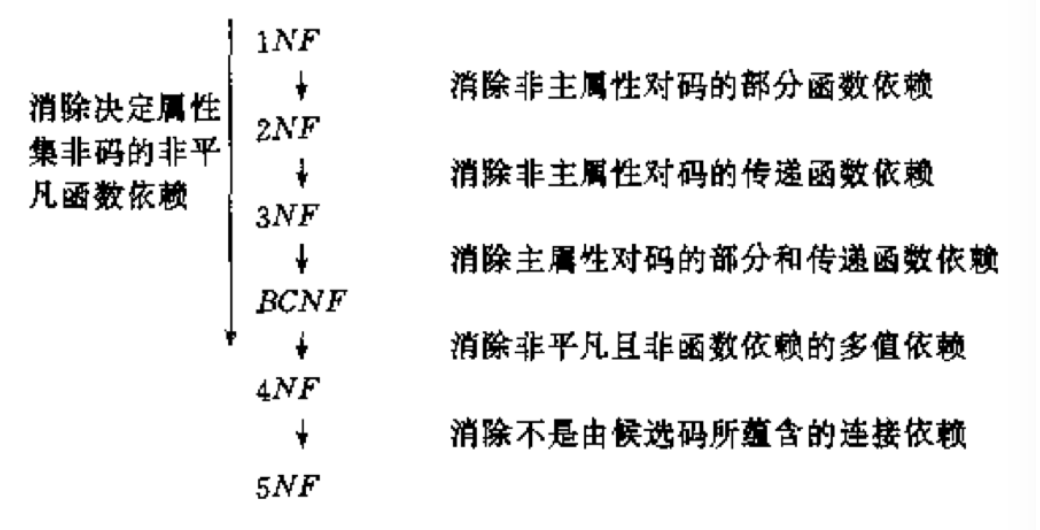 1NF
消除非主属性对码的部分函数依赖
消除决定属性
集非码的非平
凡函数依赖
2NF
消除非主属性对码的传递函数依赖
3NF
消除主属性对码的部分和传递函数依赖
BCNF
消除非平凡且非函数依赖的多值依赖
4NF
消除不是由候选码所蕴含的连接依赖
5NF